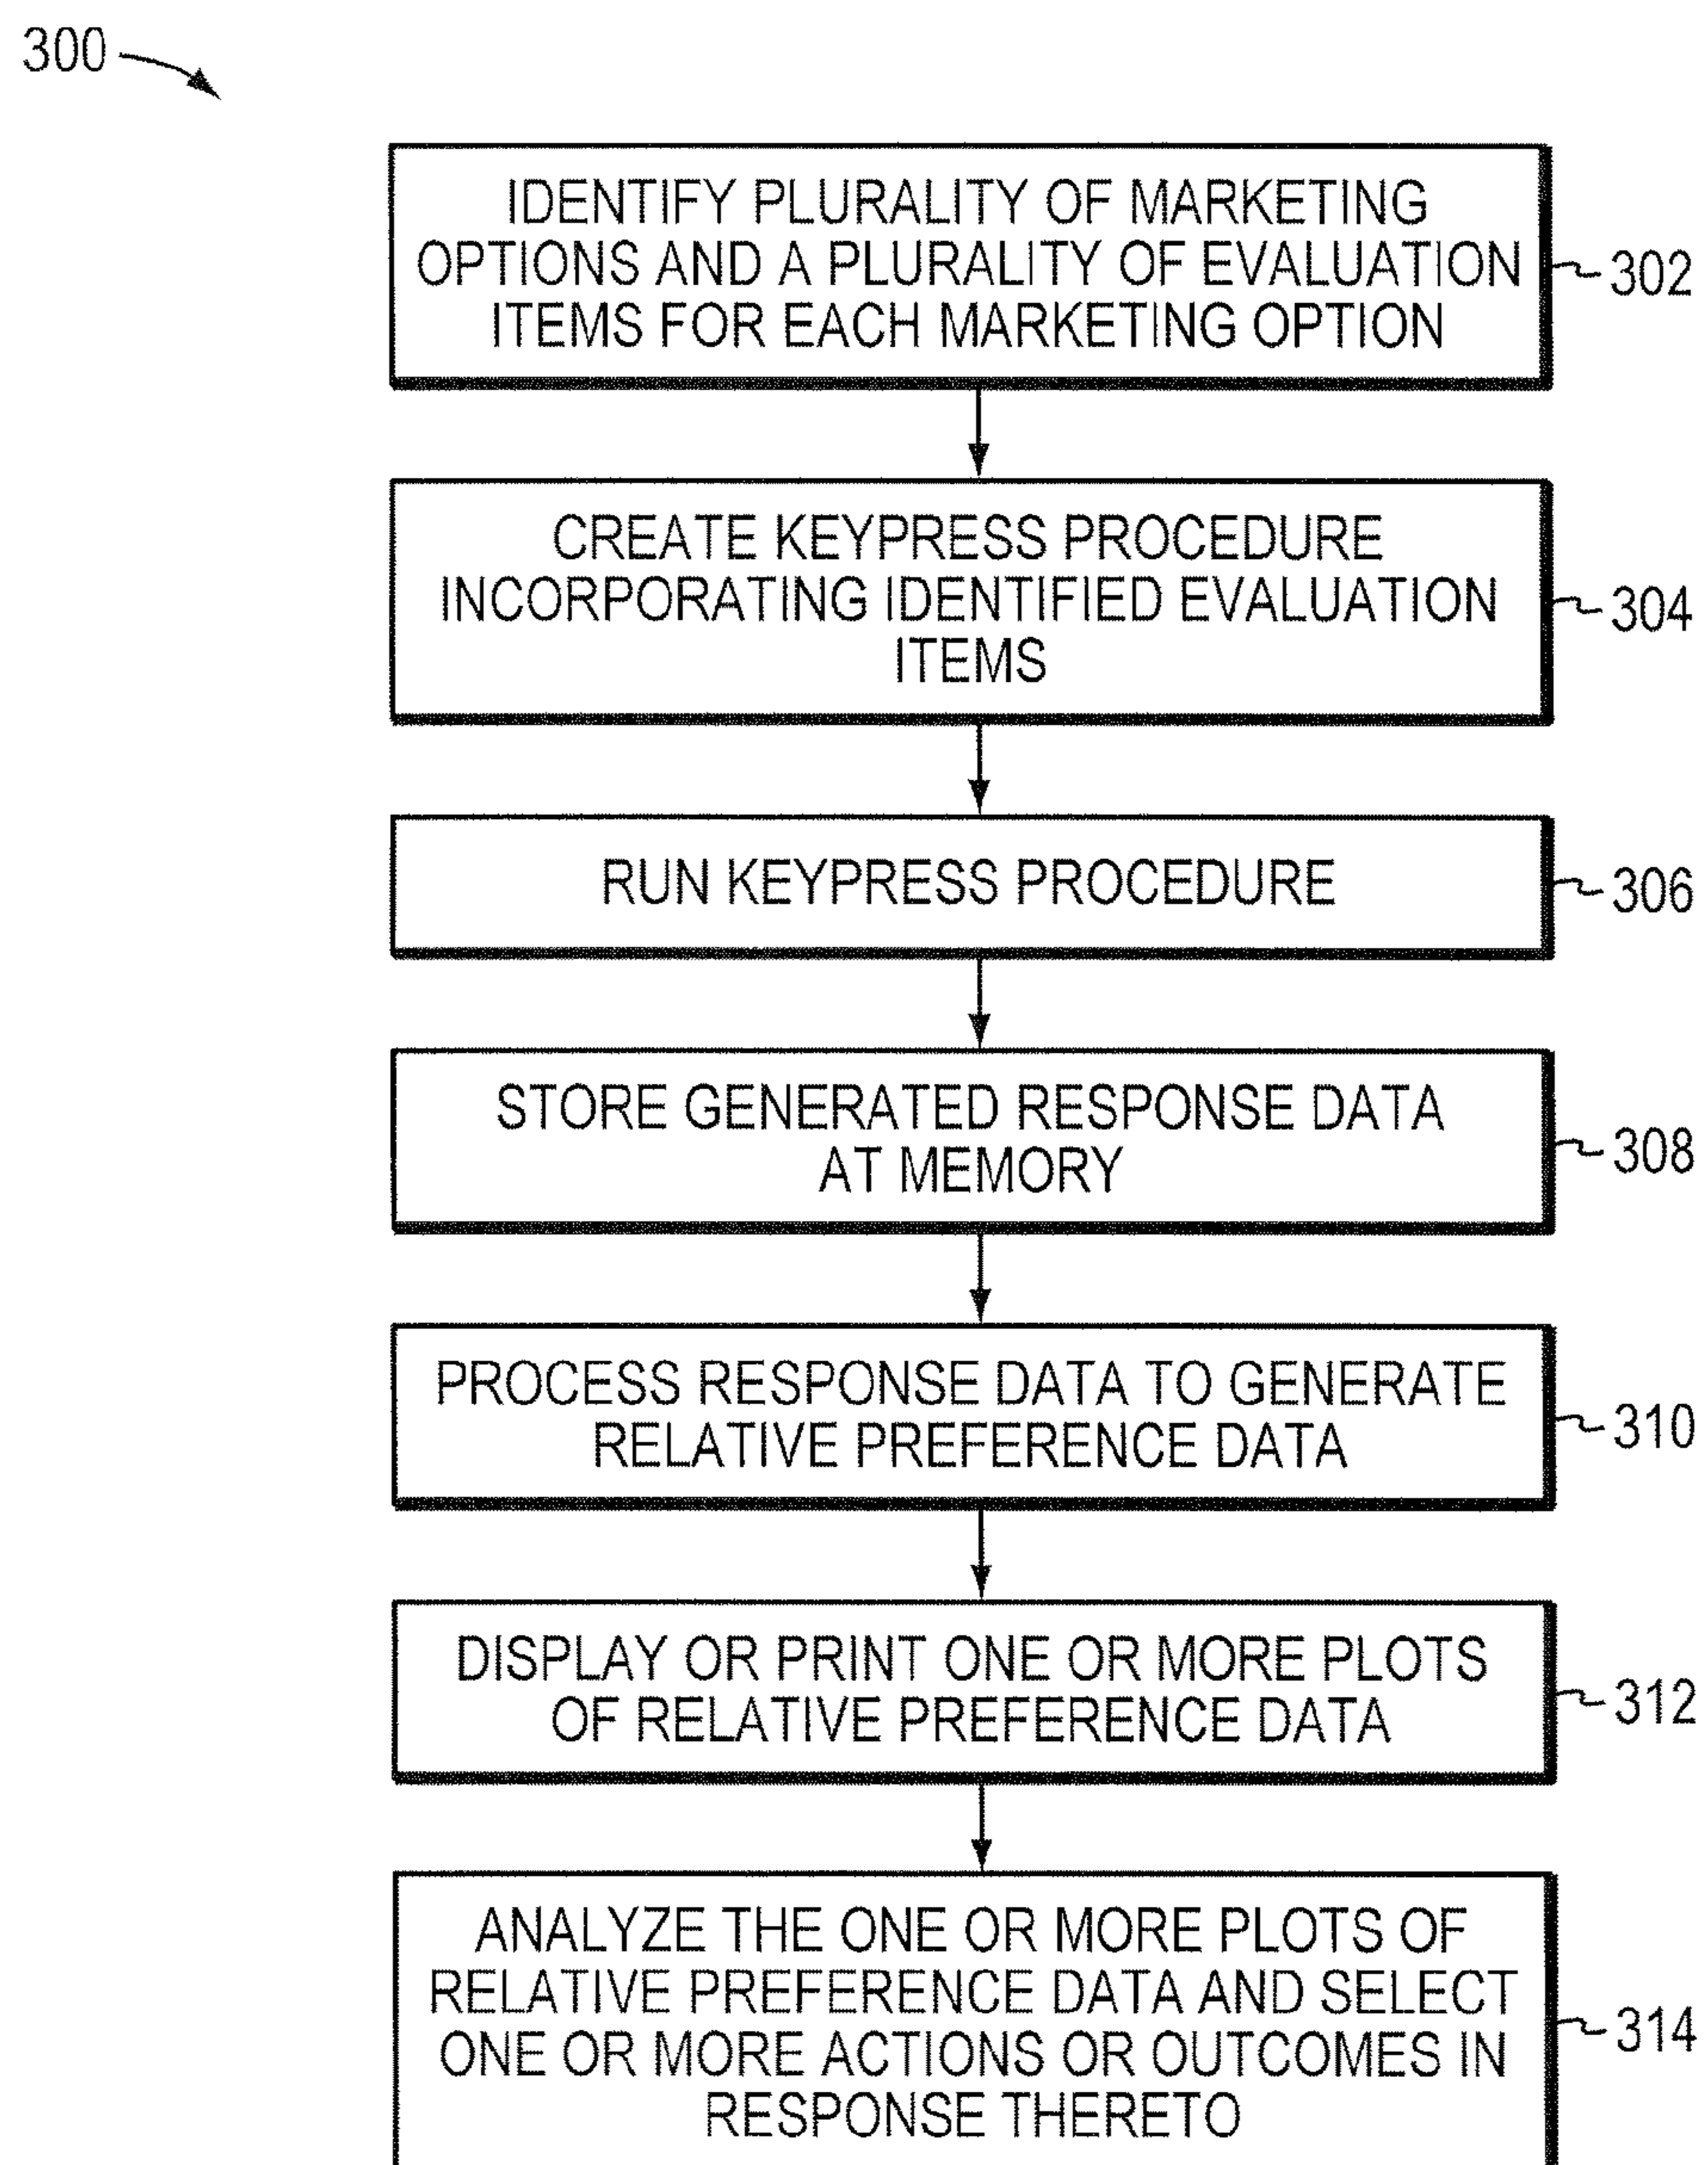 300
IDENTIFY PLURALITY OF MARKETING
OPTIONS AND A PLURALITY OF EVALUATION
ITEMS FOR EACH MARKETING OPTION
302
CREATE KEYPRESS PROCEDURE
INCORPORATING IDENTIFIED EVALUATION
ITEMS
304
RUN KEYPRESS PROCEDURE
306
STORE GENERATED RESPONSE DATA
AT MEMORY
308
PROCESS RESPONSE DATA TO GENERATE
RELATIVE PREFERENCE DATA
310
DISPLAY OR PRINT ONE OR MORE PLOTS
OF RELATIVE PREFERENCE DATA
312
ANALYZE THE ONE OR MORE PLOTS OF
RELATIVE PREFERENCE DATA AND SELECT
ONE OR MORE ACTIONS OR OUTCOMES IN
RESPONSE THERETO
314